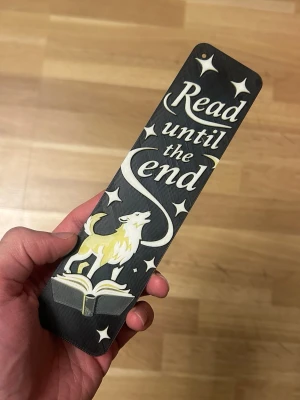 Read
until
the
end